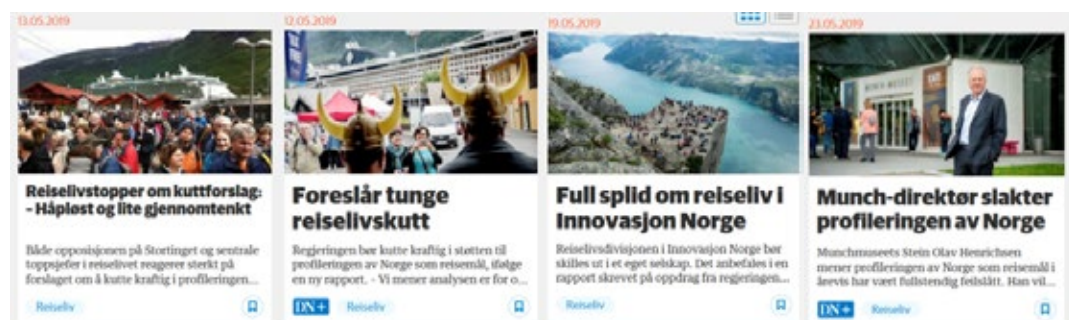 13.05.2019
Reiselivstopper om kuttforslag:
- Håpløst og lite gjennomtenkt
Både opposisjonen på Stortinget og sentrale
toppsjefer i reiselivet reagerer sterkt på
forslaget om å kutte kraftig i profileringen...
Reiseliv
12.05.2019
Foreslår tunge
reiselivskutt
Regjeringen bør kutte kraftig i støtten til
profileringen av Norge som reisemål, ifølge
en ny rapport. - Vi mener analysen er for o...
DN+ Reiseliv
19.05.2019
Full splid om reiseliv i
Innovasjon Norge
Reiselivsdivisjonen i Innovasjon Norge bør
skilles ut i et eget selskap. Det anbefales i en
rapport skrevet på oppdrag fra regjeringen...
Reiseliv
23.05.2019
MUNCH-MUSEET
Munch-direktør slakter
profileringen av Norge
Munchmuseets Stein Olav Henrichsen
mener profileringen av Norge som reisemål i
årevis har vært fullstendig feilslått. Han vil...
DN+ Reiseliv